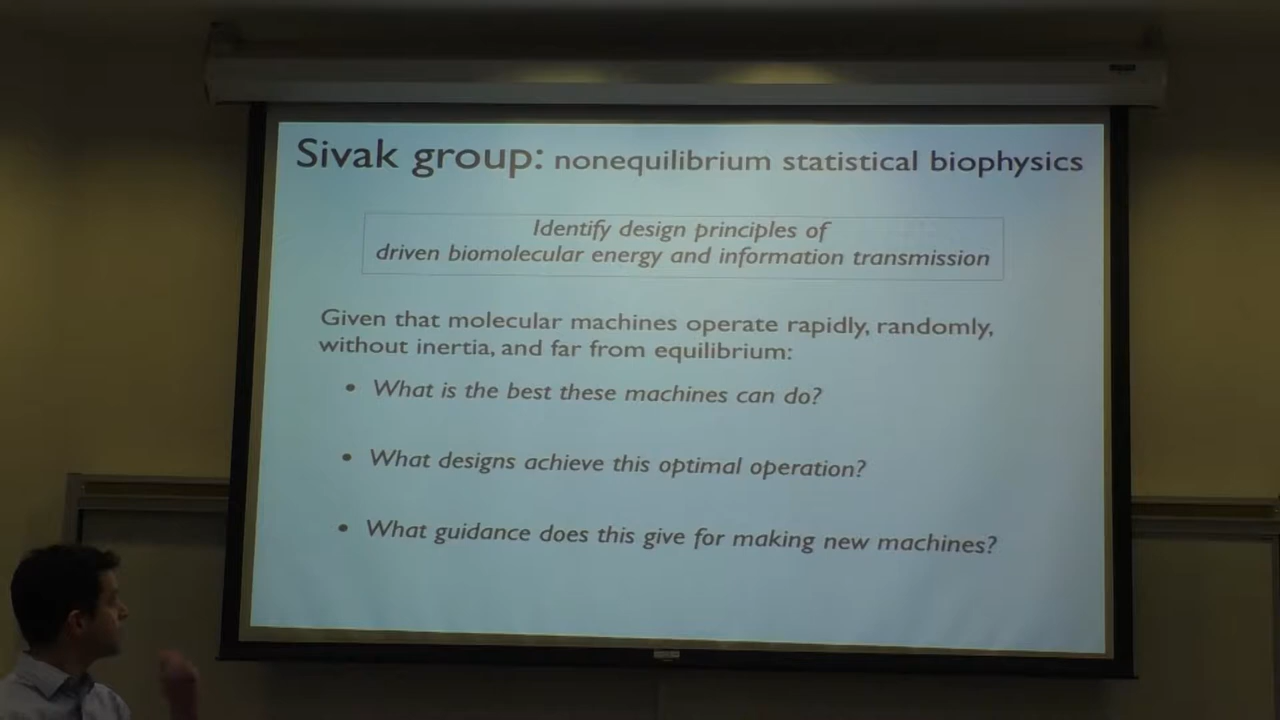 Sivak group: nonequilibrium statistical biophysics
Identify design principles of
driven biomolecular energy and information transmission
Given that molecular machines operate rapidly, randomly,
without inertia, and far from equilibrium:
• What is the best these machines can do?
• What designs achieve this optimal operation?
• What guidance does this give for making new machines?